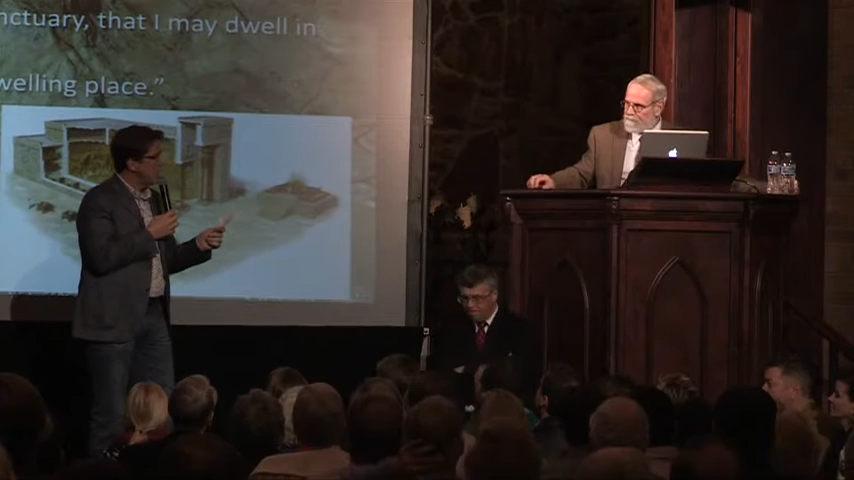 nctuary, that I may dwell in
welling place.”